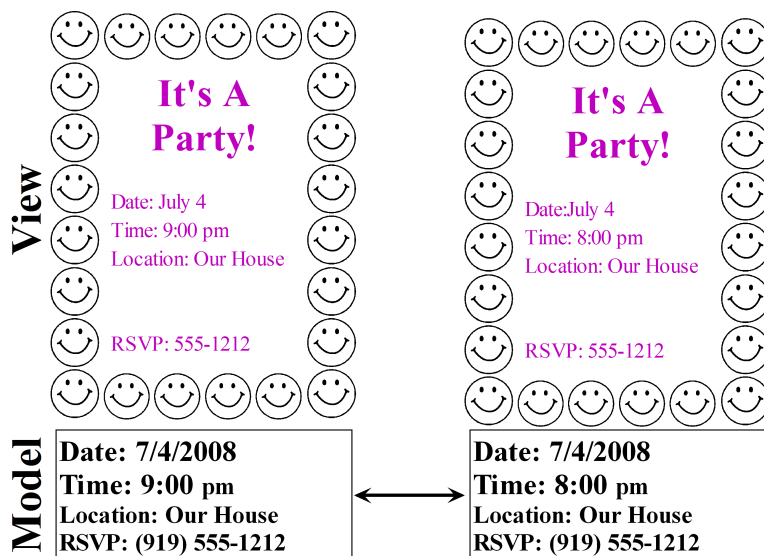 View
It's A
Party!
Date: July 4
Time: 9:00 pm
Location: Our House
RSVP: 555-1212
It's A
Party!
Date:July 4
Time: 8:00 pm
Location: Our House
RSVP: 555-1212
Model
Date: 7/4/2008
Time: 9:00 pm
Location: Our House
RSVP: (919) 555-1212
Date: 7/4/2008
Time: 8:00 pm
Location: Our House
RSVP: (919) 555-1212